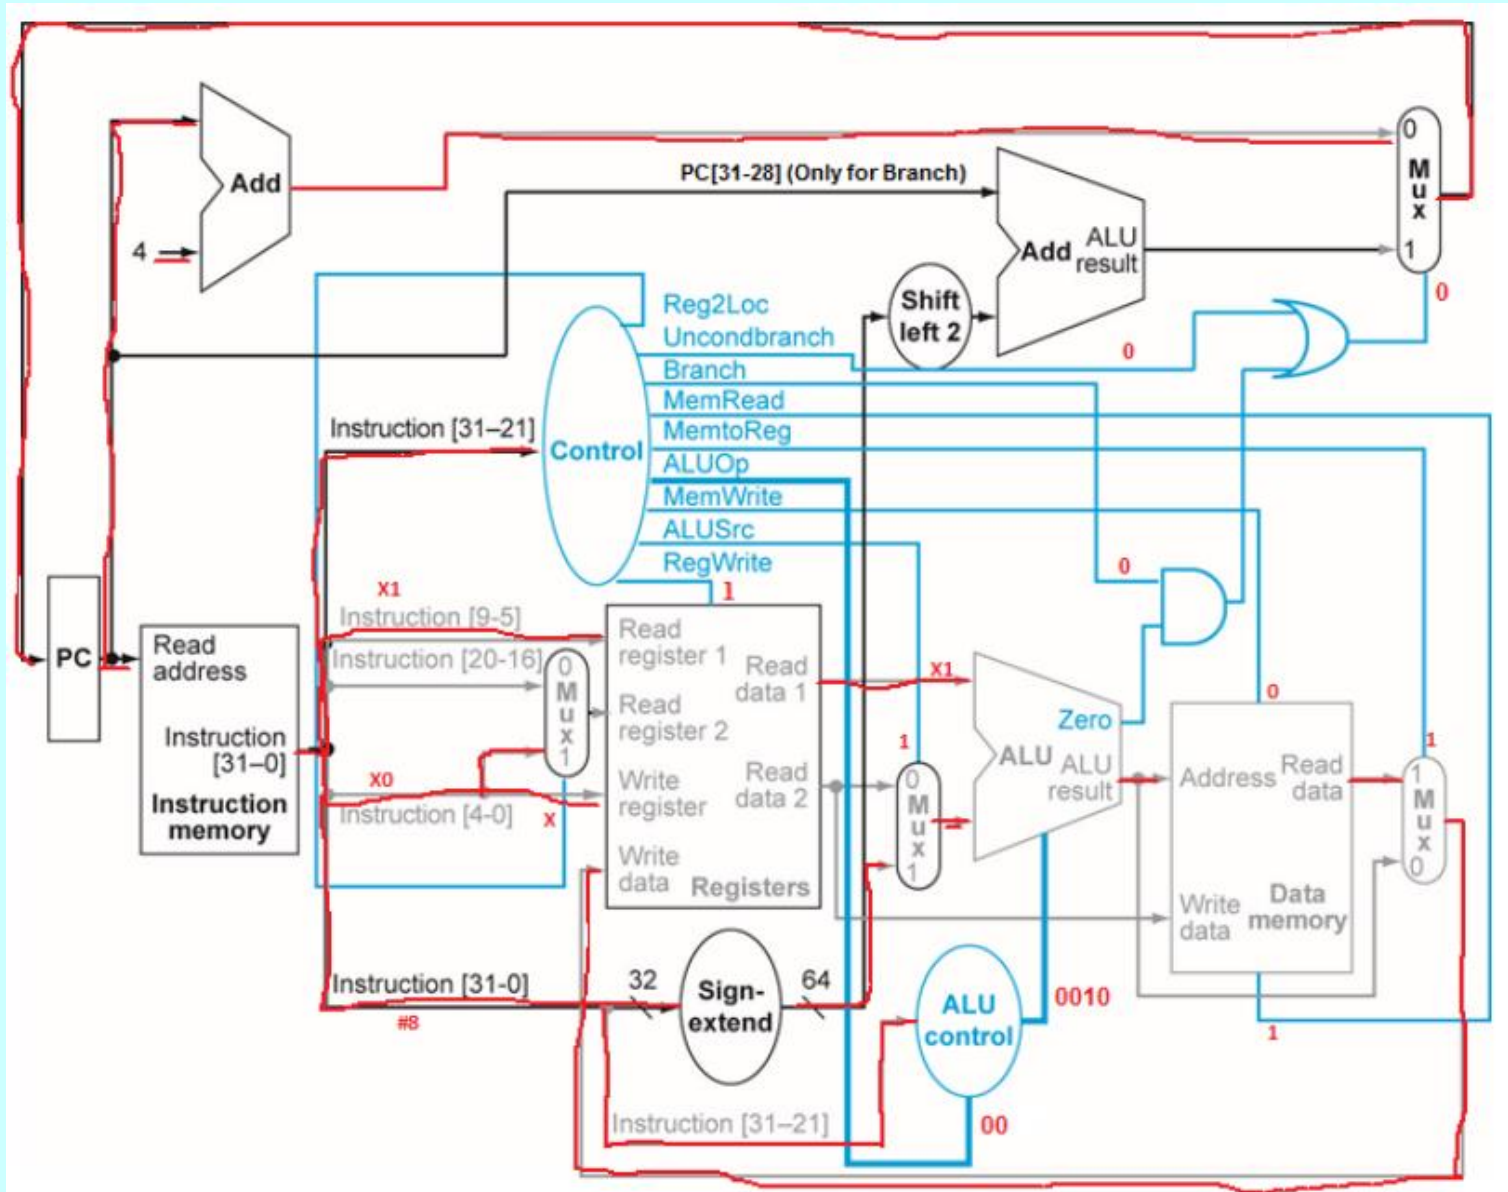 Add
4
PC[31-28] (Only for Branch)
Add
ALU
result
0
Mux
1
0
Shift
left 2
Reg2Loc
Uncondbranch
0
Branch
MemRead
MemtoReg
ALUOp
MemWrite
ALUSrc
RegWrite
Control
Instruction [31–21]
0
1
X1
Instruction [9-5]
Instruction [20-16]
PC
Read
address
Instruction
[31–0]
Instruction
memory
0
Mux
1
Read
register 1
Read
data 1
Read
register 2
Write
register
Read
data 2
Write
data
Registers
X0
Instruction [4-0]
X
X1
1
0
Mux
1
Zero
ALU
ALU
result
0
Address
Read
data
Write
data
Data
memory
1
1
Mux
0
1
Instruction [31-0]
#8
32
Sign-
extend
64
ALU
control
0010
00
Instruction [31–21]